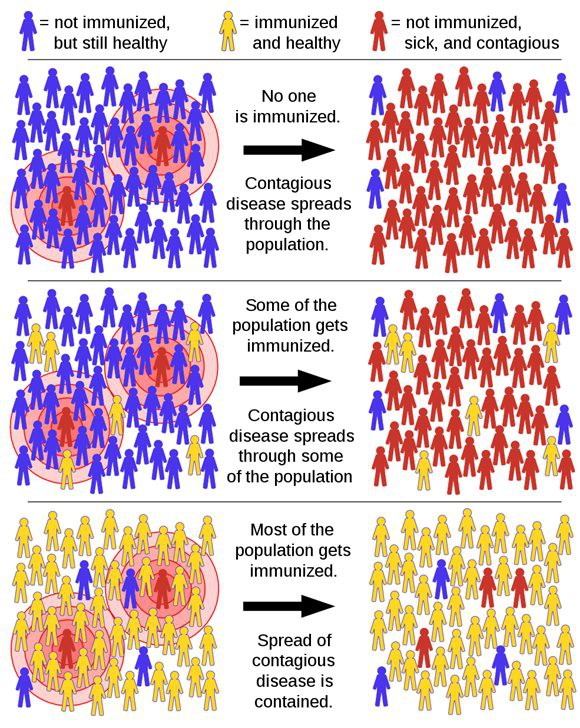 = not immunized,
but still healthy
= immunized
and healthy
= not immunized,
sick, and contagious
No one
is immunized.
Contagious
disease spreads
through the
population.
Some of the
population gets
immunized.
Contagious
disease spreads
through some
of the population
Most of the
population gets
immunized.
Spread of
contagious
disease is
contained.